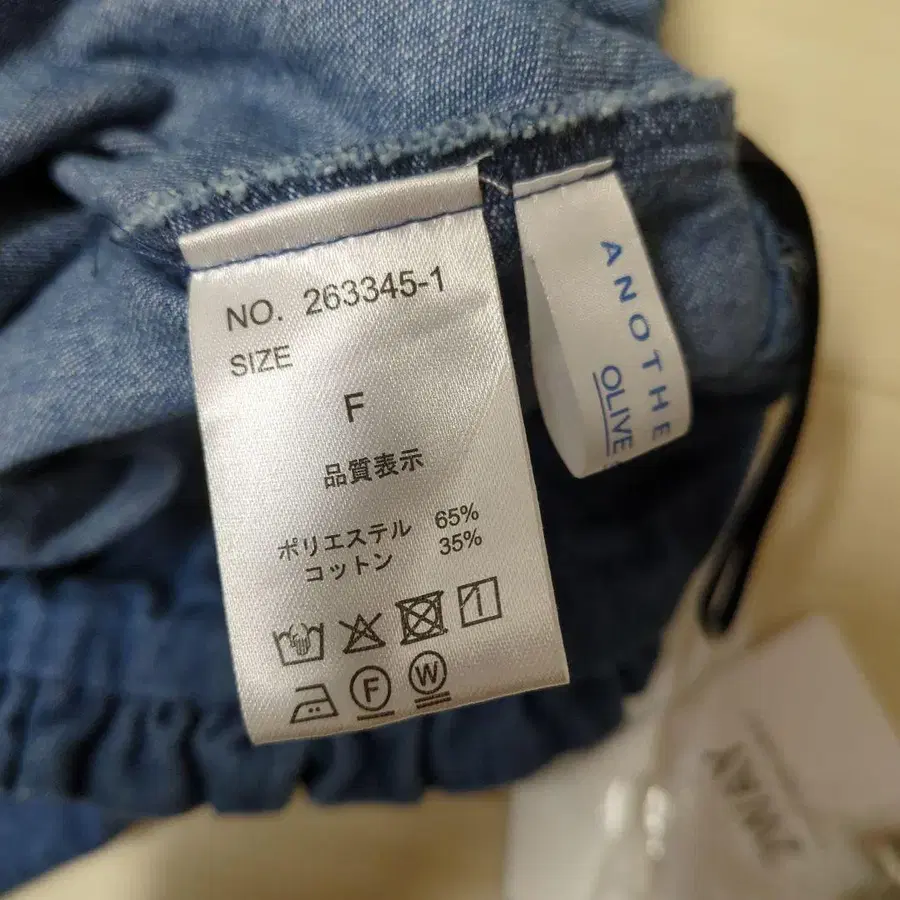 NO. 263345-1
SIZE
F
品質表示
ポリエステル 65%
コットン 35%
F W
ANOTHE
OLIVE
2WAY